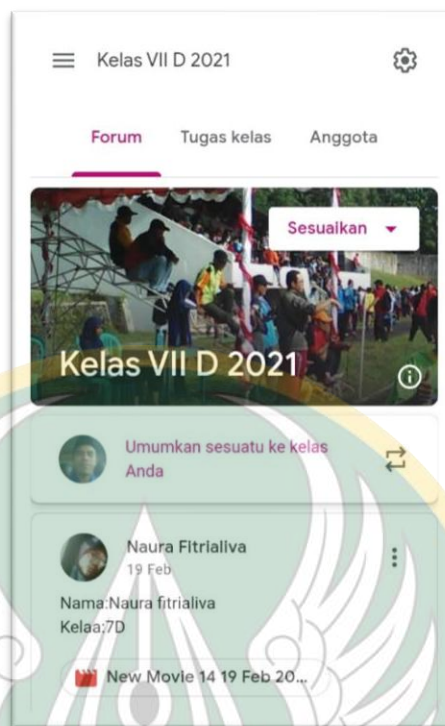 Kelas VII D 2021
Forum Tugas kelas Anggota
Sesuaikan
Kelas VII D 2021
Umumkan sesuatu ke kelas
Anda
Naura Fitrialiva
19 Feb
Nama:Naura fitrialiva
Kelaa:7D
New Movie 14 19 Feb 20...